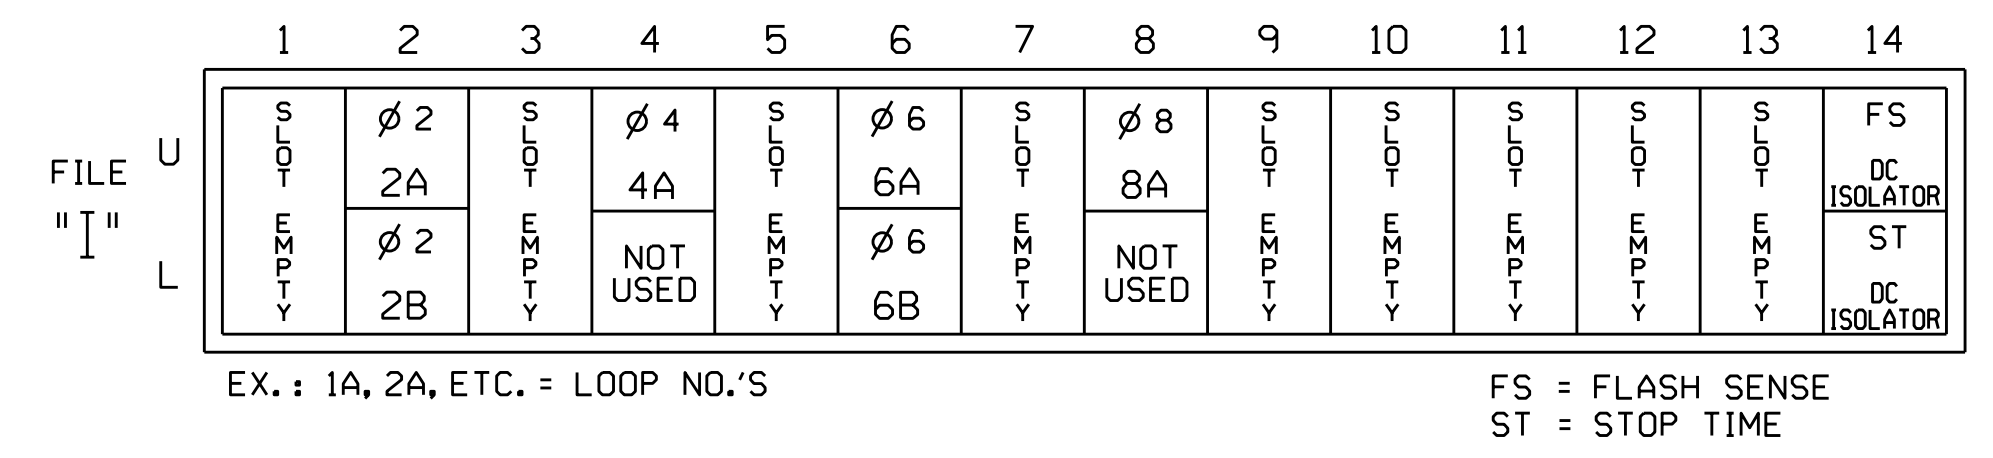 1 2 3 4 5 6 7 8 9 10 11 12 13 14
FILE
"I"
U
L
SLOT EMPTY
Ø 2
2A
Ø 2
2B
SLOT EMPTY
Ø 4
4A
NOT
USED
SLOT EMPTY
Ø 6
6A
Ø 6
6B
SLOT EMPTY
Ø 8
8A
NOT
USED
SLOT EMPTY
SLOT EMPTY
SLOT EMPTY
SLOT EMPTY
SLOT EMPTY
FS
DC
ISOLATOR
ST
DC
ISOLATOR
EX.: 1A, 2A, ETC. = LOOP NO.'S
FS = FLASH SENSE
ST = STOP TIME